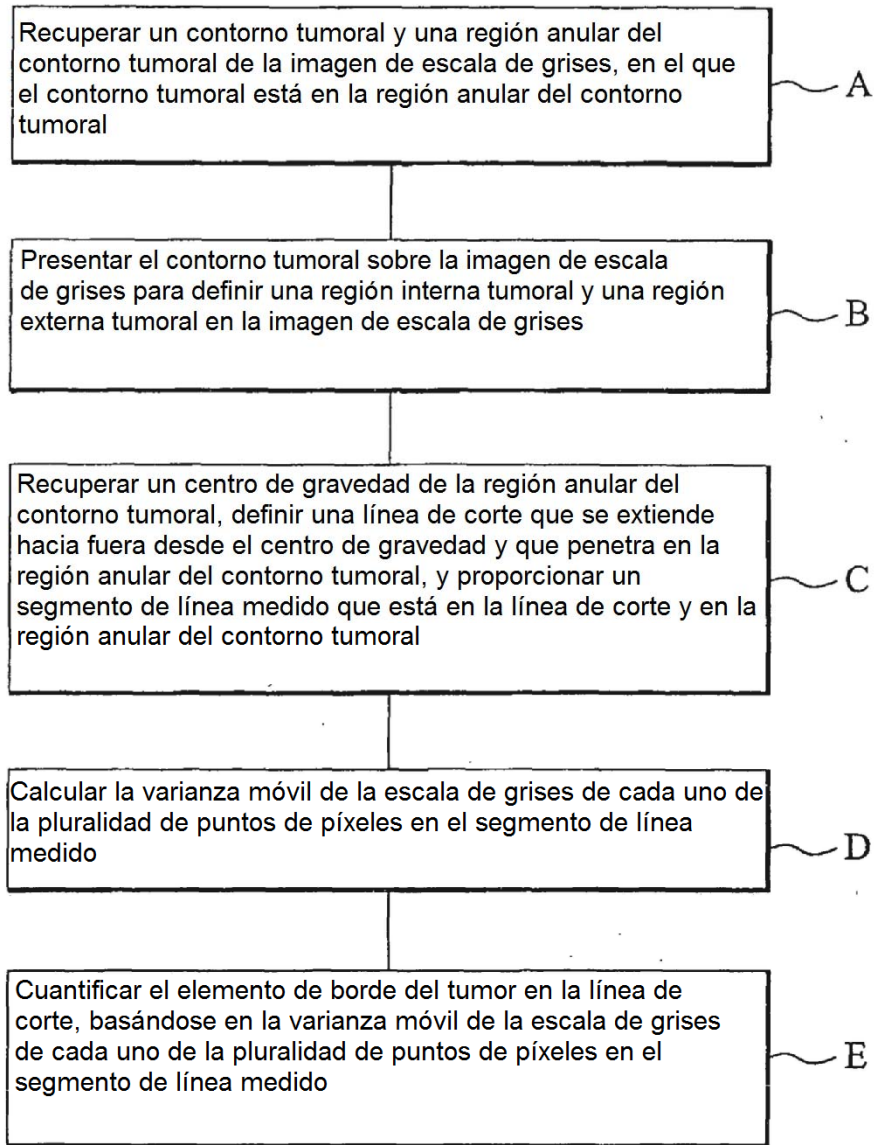 Recuperar un contorno tumoral y una región anular del
contorno tumoral de la imagen de escala de grises, en el que
el contorno tumoral está en la región anular del contorno
tumoral
A
Presentar el contorno tumoral sobre la imagen de escala
de grises para definir una región interna tumoral y una región
externa tumoral en la imagen de escala de grises
B
Recuperar un centro de gravedad de la región anular del
contorno tumoral, definir una línea de corte que se extiende
hacia fuera desde el centro de gravedad y que penetra en la
región anular del contorno tumoral, y proporcionar un
segmento de línea medido que está en la línea de corte y en la
región anular del contorno tumoral
C
Calcular la varianza móvil de la escala de grises de cada uno de
la pluralidad de puntos de píxeles en el segmento de línea
medido
D
Cuantificar el elemento de borde del tumor en la línea de
corte, basándose en la varianza móvil de la escala de grises
de cada uno de la pluralidad de puntos de píxeles en el
segmento de línea medido
E